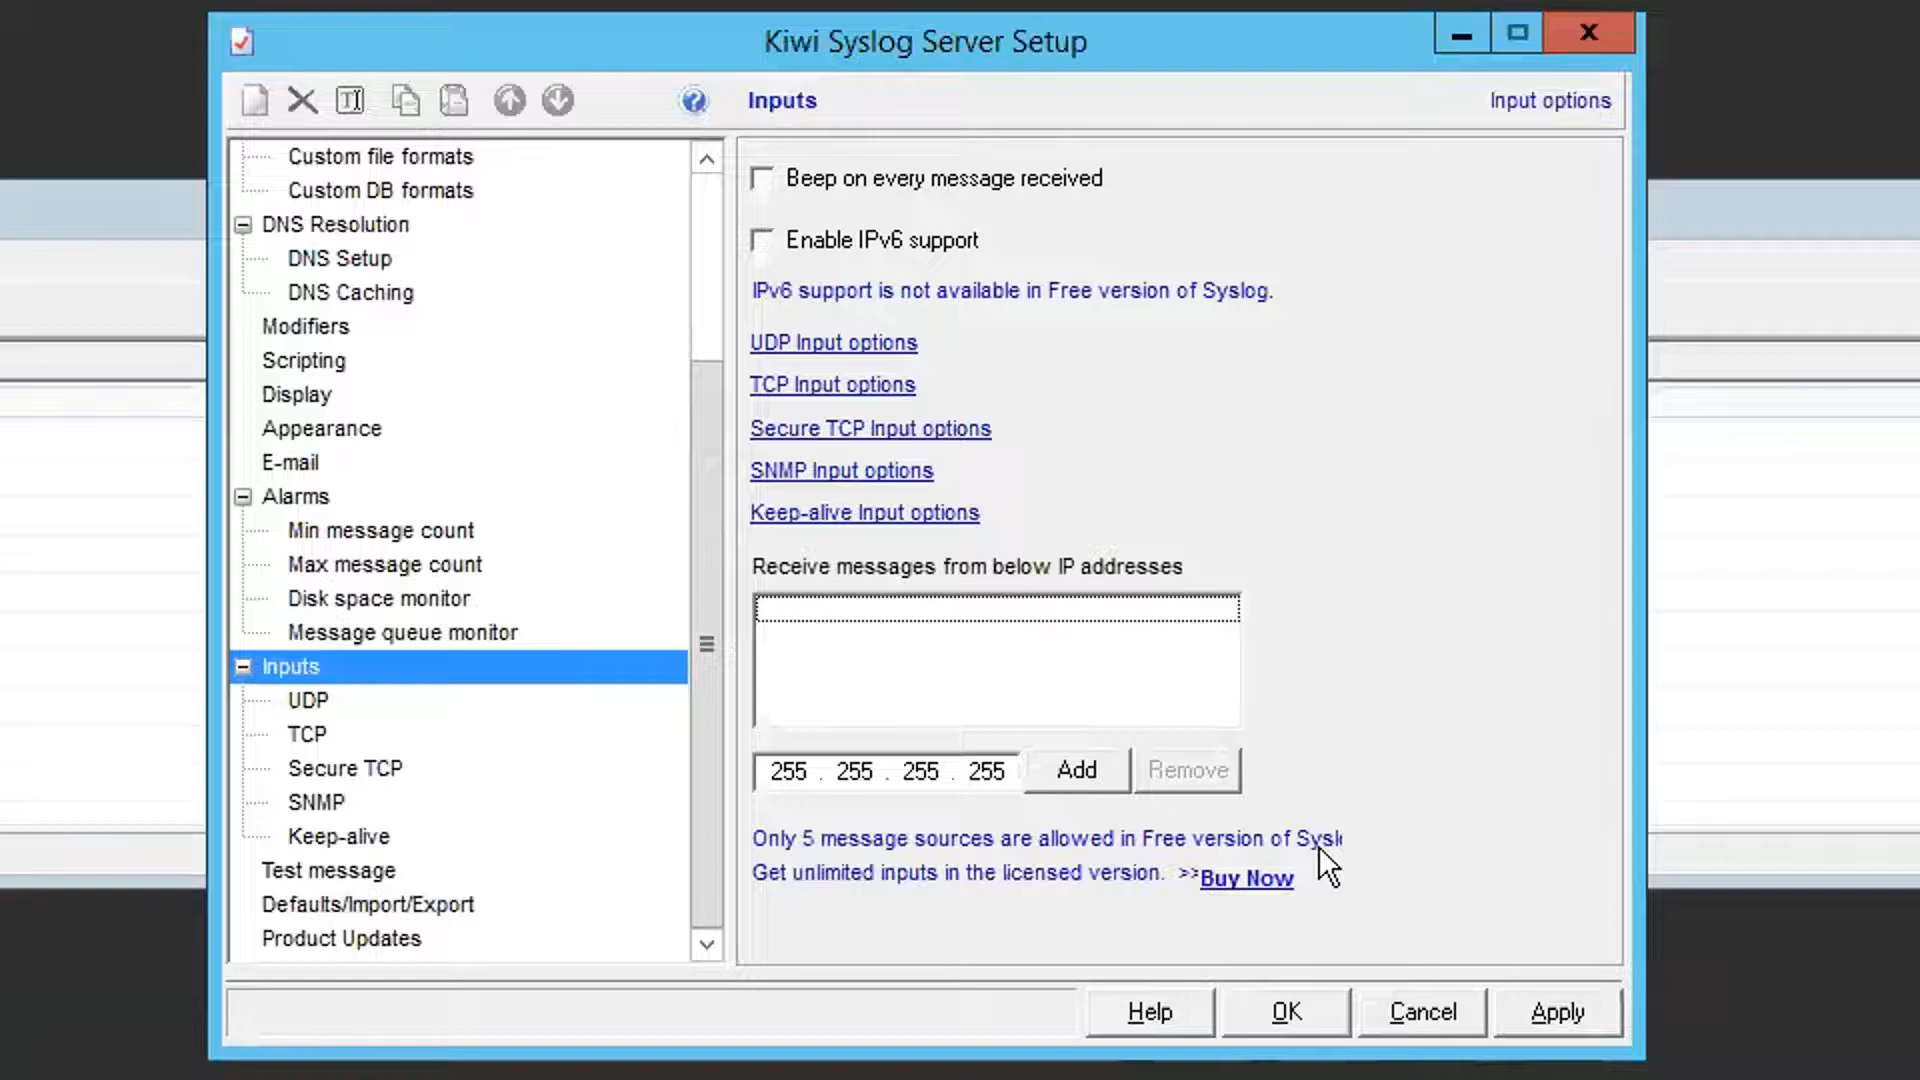 Kiwi Syslog Server Setup
Inputs
Input options
Custom file formats
Custom DB formats
DNS Resolution
DNS Setup
DNS Caching
Modifiers
Scripting
Display
Appearance
E-mail
Alarms
Min message count
Max message count
Disk space monitor
Message queue monitor
Inputs
UDP
TCP
Secure TCP
SNMP
Keep-alive
Test message
Defaults/Import/Export
Product Updates
Beep on every message received
Enable IPv6 support
IPv6 support is not available in Free version of Syslog.
UDP Input options
TCP Input options
Secure TCP Input options
SNMP Input options
Keep-alive Input options
Receive messages from below IP addresses
255 . 255 . 255 . 255
Add
Remove
Only 5 message sources are allowed in Free version of Syslo
Get unlimited inputs in the licensed version. >>Buy Now
Help
OK
Cancel
Apply